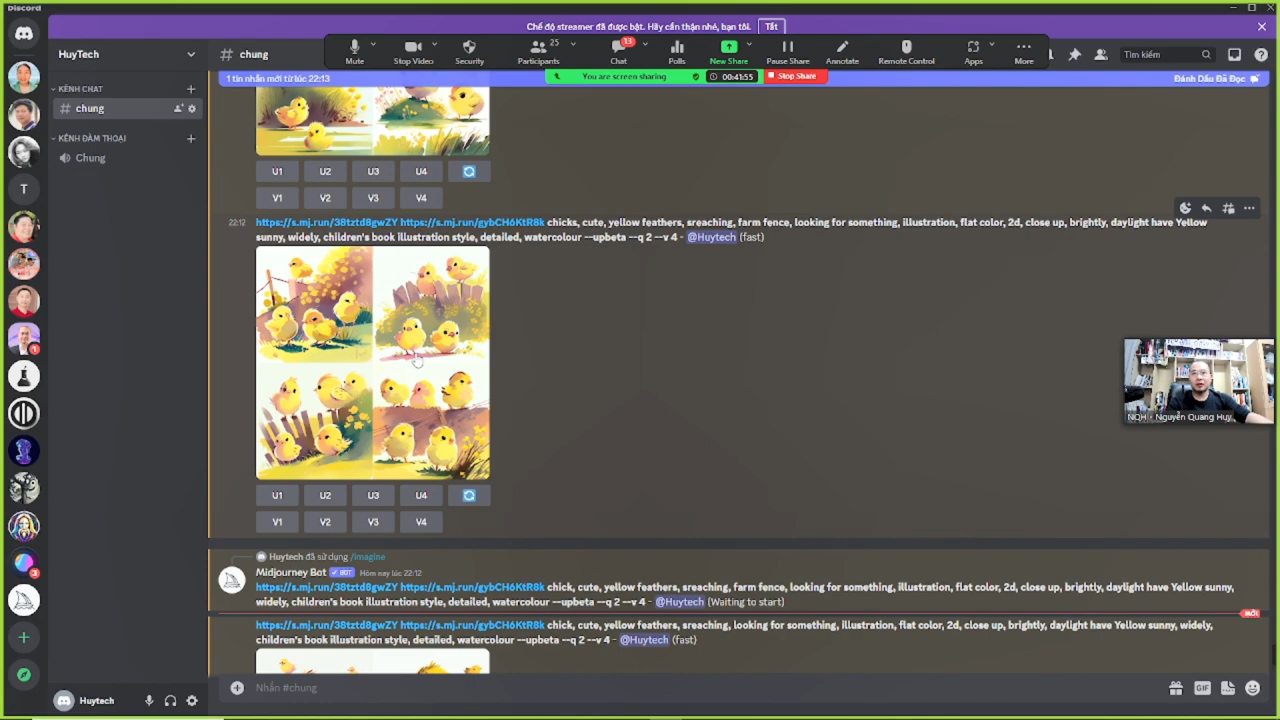 Discord
Chế độ streamer đã được bật. Hãy cẩn thận nhé, bạn tôi.
Tắt
HuyTech
# chung
Mute
Stop Video
Security
25
Participants
13
Chat
Polls
New Share
Pause Share
Annotate
Remote Control
Apps
More
Tìm kiếm
You are screen sharing
00:41:55
Stop Share
1 tin nhắn mới từ lúc 22:13
Đánh Dấu Đã Đọc
KÊNH CHAT
# chung
KÊNH ĐÀM THOẠI
Chung
T
U1 U2 U3 U4
V1 V2 V3 V4
22:12 https://s.mj.run/38tztd8gwZY https://s.mj.run/gybCH6KtR8k chicks, cute, yellow feathers, sreaching, farm fence, looking for something, illustration, flat color, 2d, close up, brightly, daylight have Yellow
sunny, widely, children's book illustration style, detailed, watercolour --upbeta --q 2 --v 4 - @Huytech (fast)
NQH - Nguyễn Quang Huy
U1 U2 U3 U4
V1 V2 V3 V4
Huytech đã sử dụng /imagine
Midjourney Bot BOT Hôm nay lúc 22:12
https://s.mj.run/38tztd8gwZY https://s.mj.run/gybCH6KtR8k chick, cute, yellow feathers, sreaching, farm fence, looking for something, illustration, flat color, 2d, close up, brightly, daylight have Yellow sunny,
widely, children's book illustration style, detailed, watercolour --upbeta --q 2 --v 4 - @Huytech (Waiting to start)
MỚI
https://s.mj.run/38tztd8gwZY https://s.mj.run/gybCH6KtR8k chick, cute, yellow feathers, sreaching, looking for something, illustration, flat color, 2d, close up, brightly, daylight have Yellow sunny, widely,
children's book illustration style, detailed, watercolour --upbeta --q 2 --v 4 - @Huytech (fast)
1
3
Huytech
Nhắn #chung
GIF